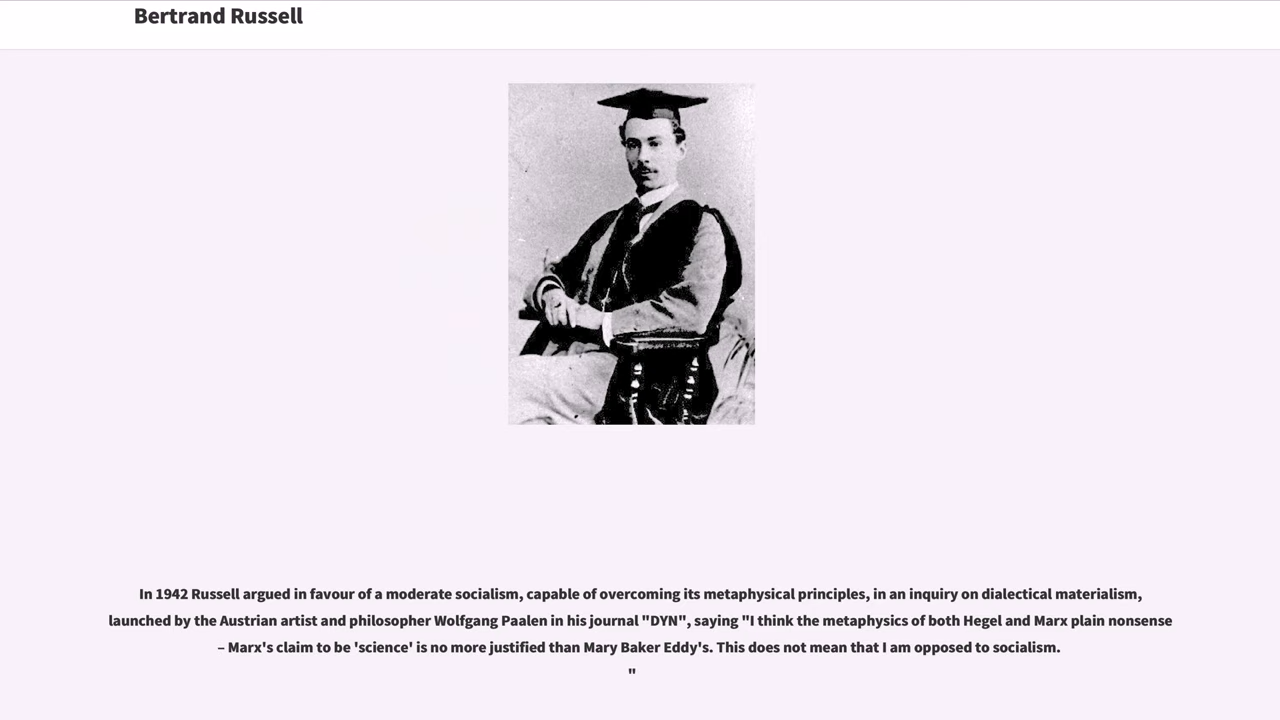 Bertrand Russell
In 1942 Russell argued in favour of a moderate socialism, capable of overcoming its metaphysical principles, in an inquiry on dialectical materialism,
launched by the Austrian artist and philosopher Wolfgang Paalen in his journal "DYN", saying "I think the metaphysics of both Hegel and Marx plain nonsense
– Marx's claim to be 'science' is no more justified than Mary Baker Eddy's. This does not mean that I am opposed to socialism.
"